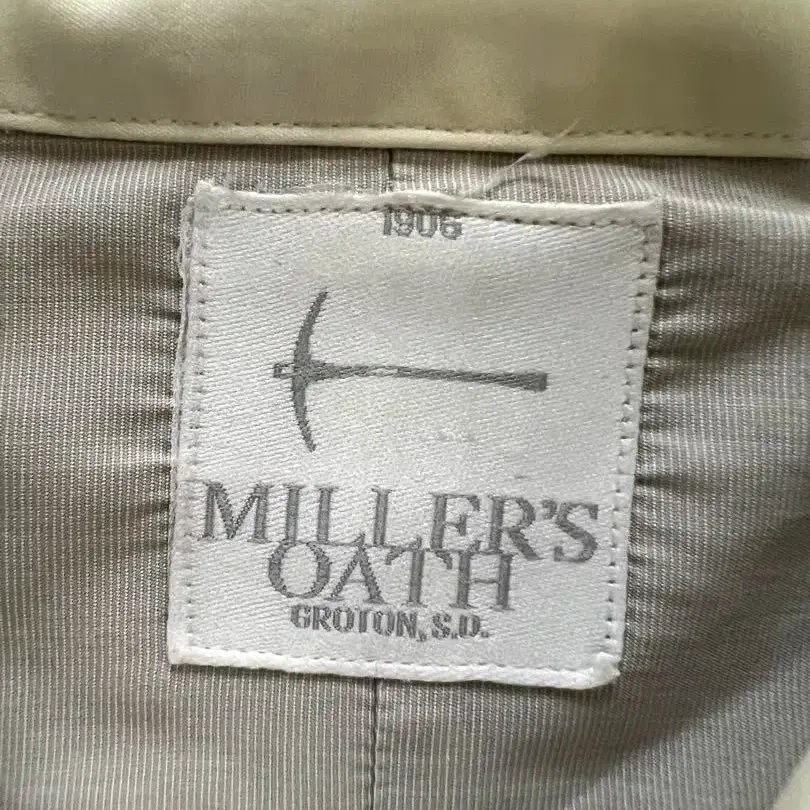 1906
MILLER'S
OATH
GROTON, S.D.